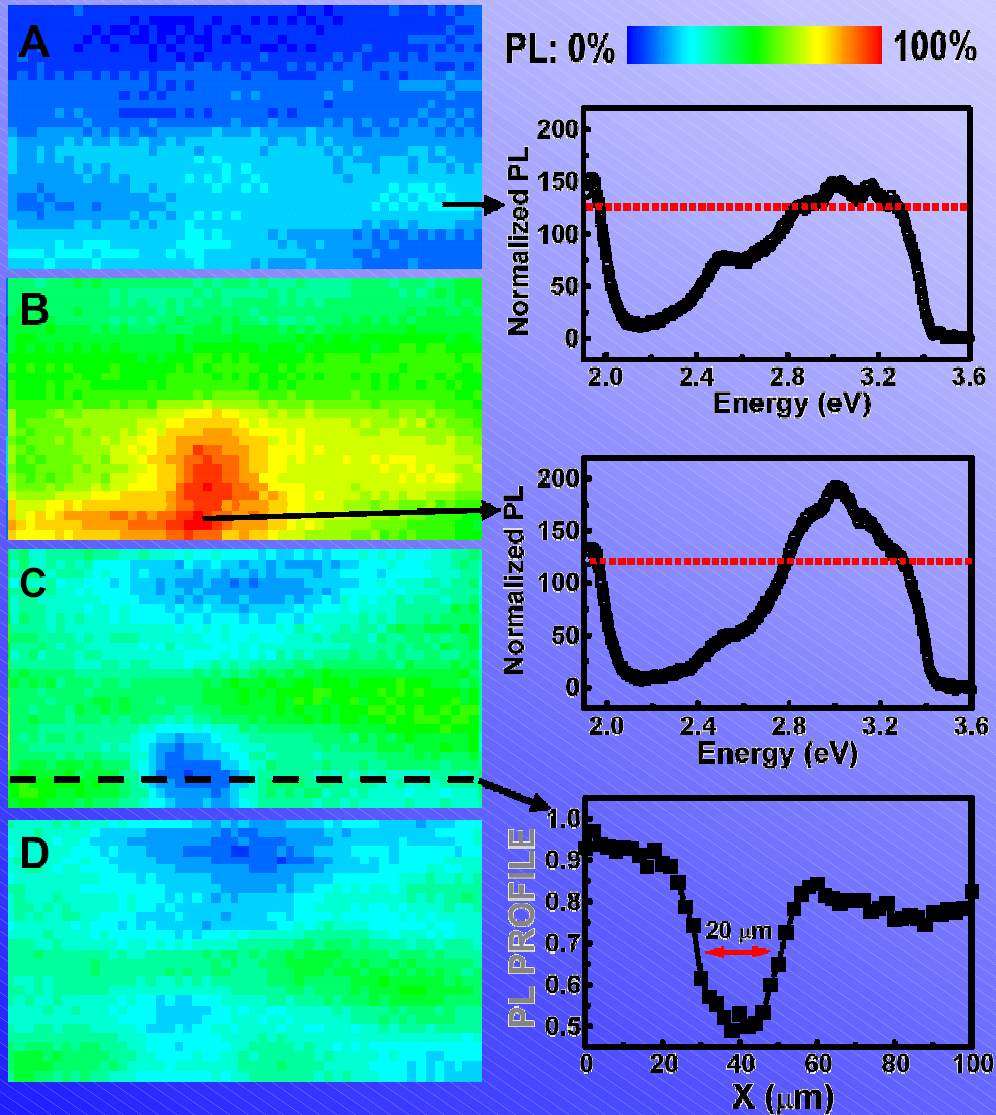 A
PL: 0% 100%
200
150
100
50
0
Normalized PL
2.0 2.4 2.8 3.2 3.6
Energy (eV)
B
200
150
100
50
0
Normalized PL
2.0 2.4 2.8 3.2 3.6
Energy (eV)
C
D
1.0
0.9
0.8
0.7
0.6
0.5
PL PROFILE
20 μm
0 20 40 60 80 100
X (μm)